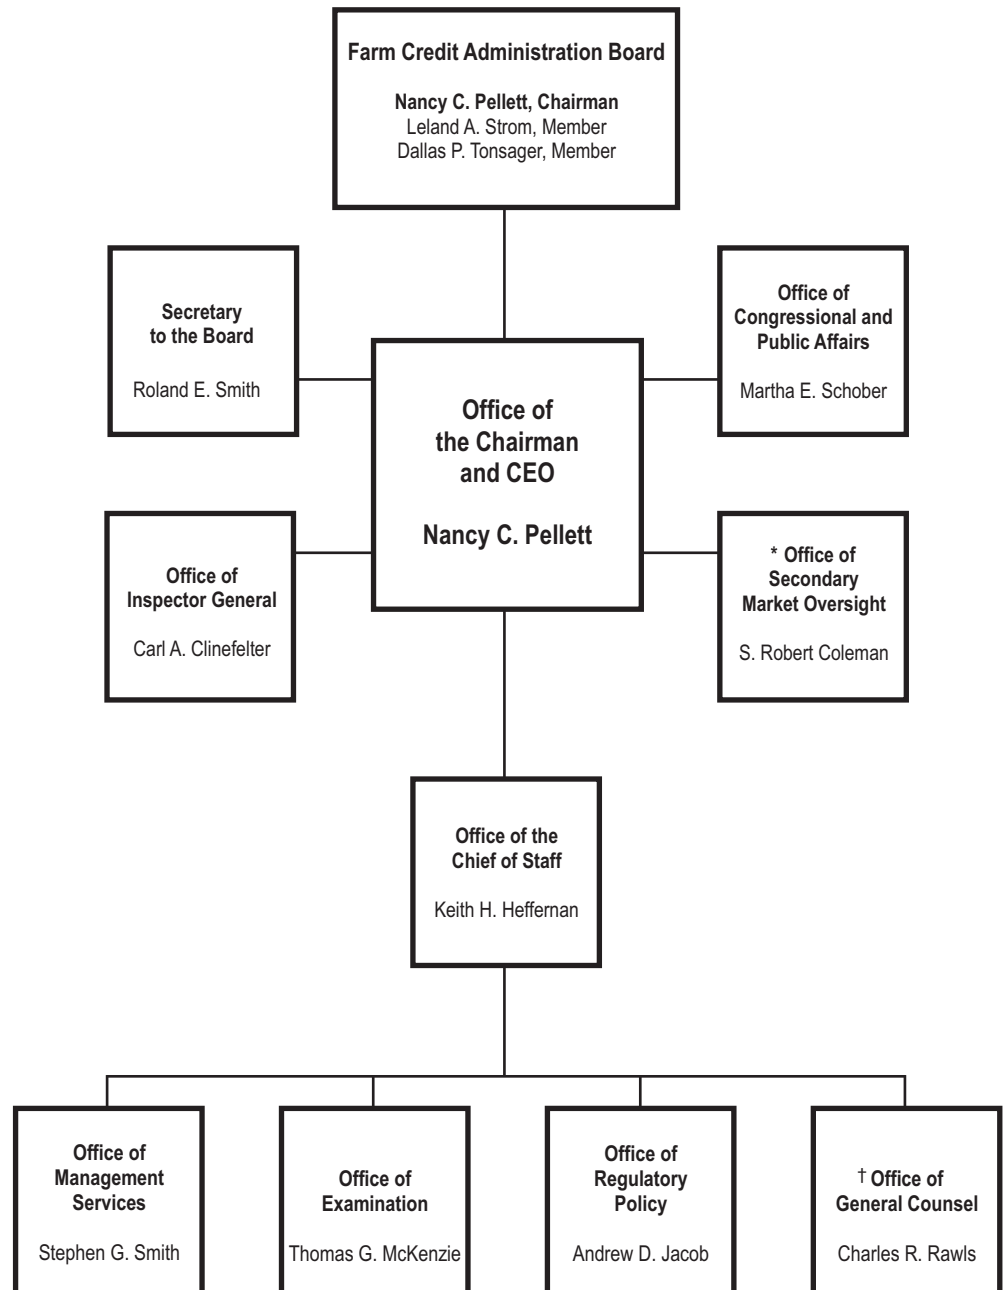 Farm Credit Administration Board
Nancy C. Pellett, Chairman
Leland A. Strom, Member
Dallas P. Tonsager, Member
Secretary
to the Board
Roland E. Smith
Office of
Congressional and
Public Affairs
Martha E. Schober
Office of
the Chairman
and CEO
Nancy C. Pellett
Office of
Inspector General
Carl A. Clinefelter
* Office of
Secondary
Market Oversight
S. Robert Coleman
Office of the
Chief of Staff
Keith H. Heffernan
Office of
Management
Services
Stephen G. Smith
Office of
Examination
Thomas G. McKenzie
Office of
Regulatory
Policy
Andrew D. Jacob
† Office of
General Counsel
Charles R. Rawls